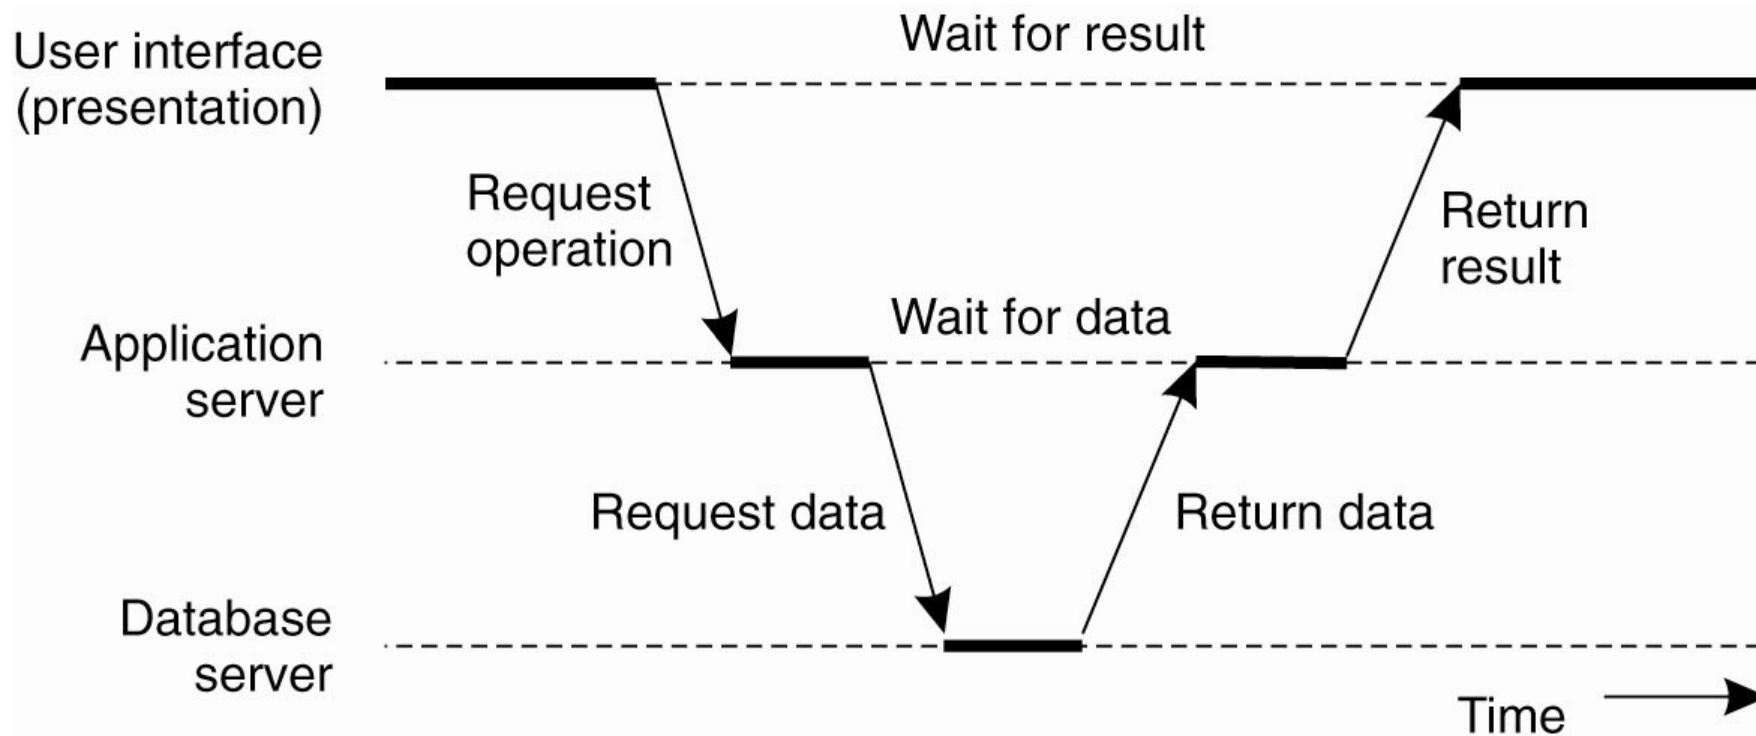 Wait for result
User interface
(presentation)
Request
operation
Return
result
Wait for data
Application
server
Request data
Return data
Database
server
Time